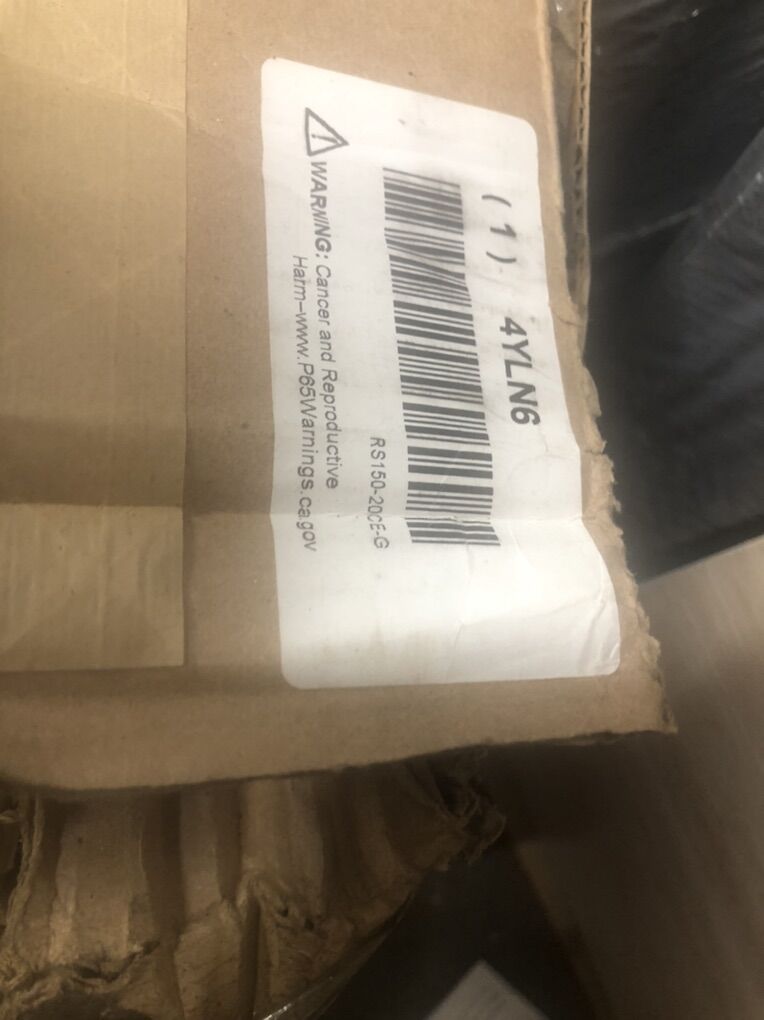 (1) 4YLN6
RS150-20CE-G
WARNING: Cancer and Reproductive
Harm–www.P65Warnings.ca.gov